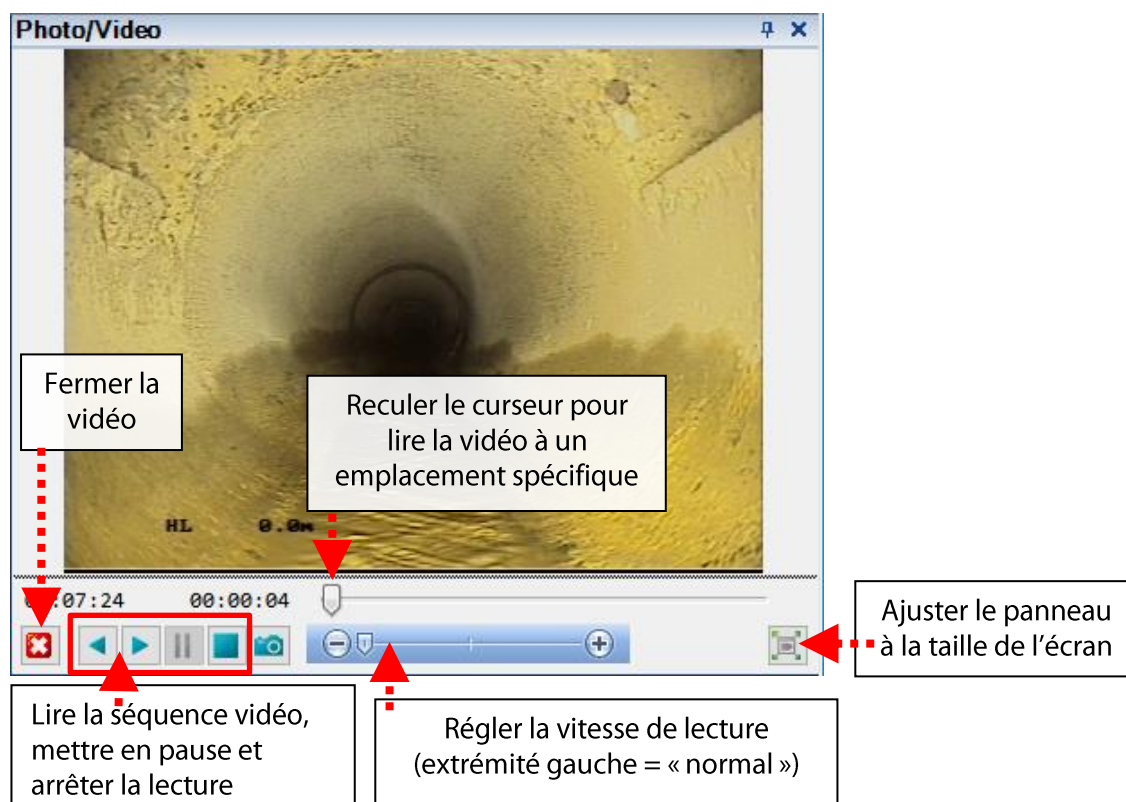 Photo/Video
Fermer la
vidéo
Reculer le curseur pour
lire la vidéo à un
emplacement spécifique
HL 0.0m
:07:24 00:00:04
Ajuster le panneau
à la taille de l’écran
Lire la séquence vidéo,
mettre en pause et
arrêter la lecture
Régler la vitesse de lecture
(extrémité gauche = « normal »)